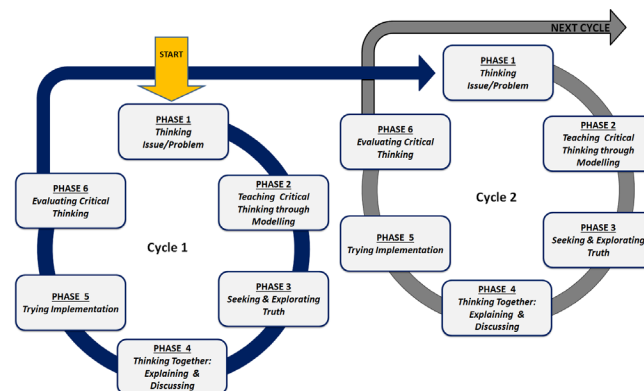 START
PHASE 1
Thinking
Issue/Problem
PHASE 2
Teaching Critical
Thinking through
Modelling
PHASE 3
Seeking & Explorating
Truth
PHASE 4
Thinking Together:
Explaining &
Discussing
PHASE 5
Trying Implementation
PHASE 6
Evaluating Critical
Thinking
Cycle 1
NEXT CYCLE
PHASE 1
Thinking
Issue/Problem
PHASE 2
Teaching Critical
Thinking through
Modelling
PHASE 3
Seeking & Explorating
Truth
PHASE 4
Thinking Together:
Explaining &
Discussing
PHASE 5
Trying Implementation
PHASE 6
Evaluating Critical
Thinking
Cycle 2